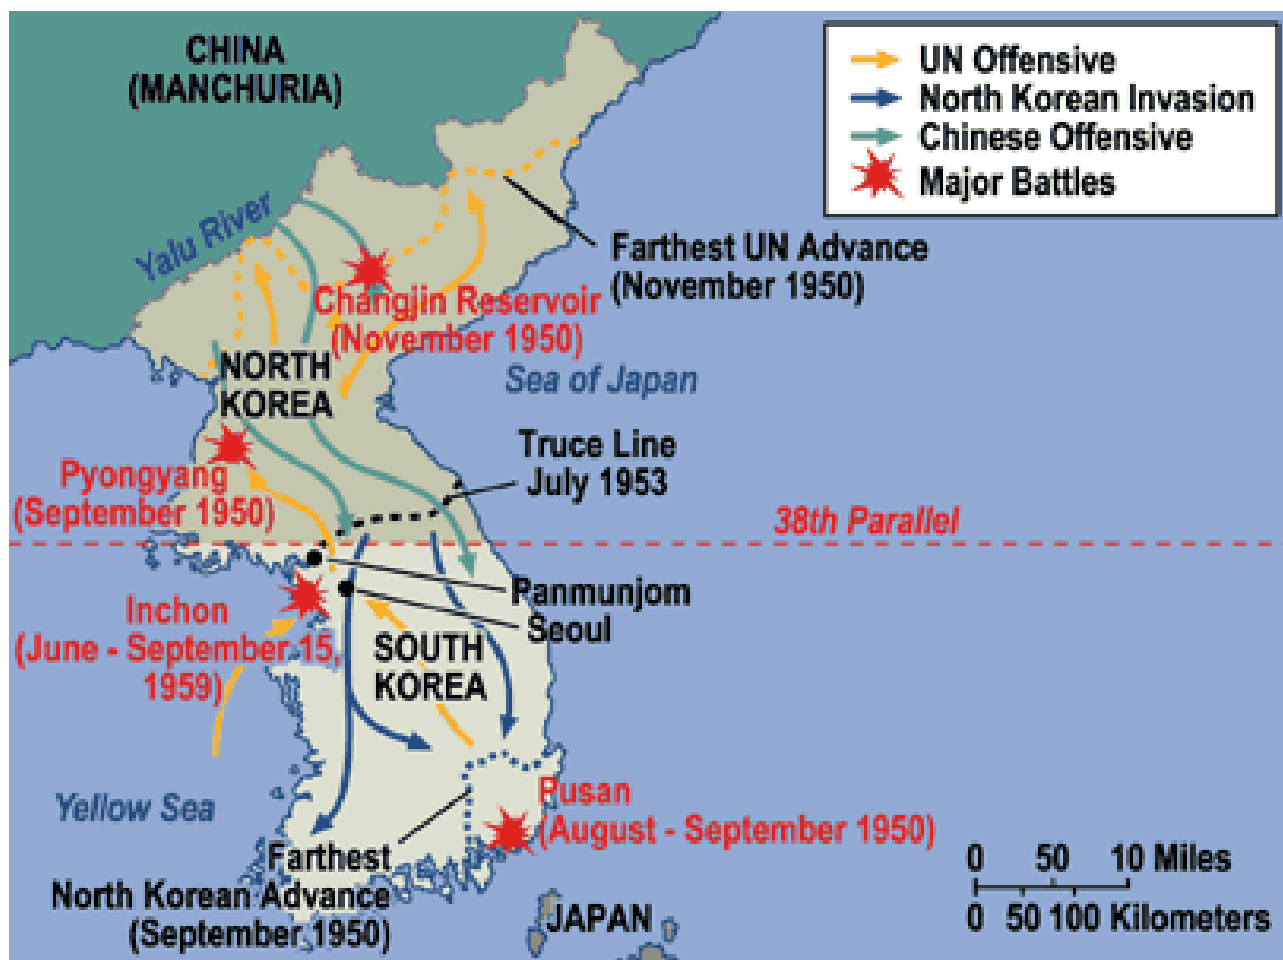 CHINA
(MANCHURIA)
UN Offensive
North Korean Invasion
Chinese Offensive
Major Battles
Yalu River
Farthest UN Advance
(November 1950)
Changjin Reservoir
(November 1950)
NORTH
KOREA
Sea of Japan
Truce Line
July 1953
Pyongyang
(September 1950)
38th Parallel
Panmunjom
Seoul
Inchon
(June - September 15,
1959)
SOUTH
KOREA
Yellow Sea
Pusan
(August - September 1950)
Farthest
North Korean Advance
(September 1950)
JAPAN
0 50 10 Miles
0 50 100 Kilometers